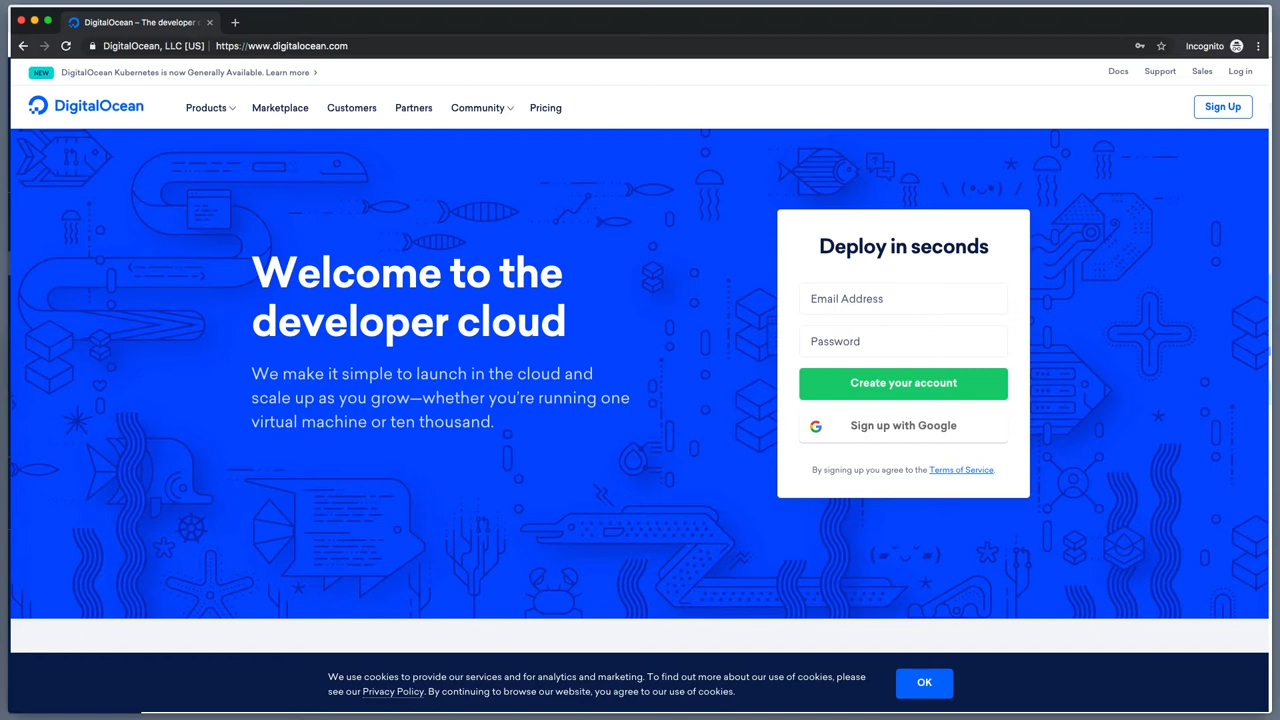 DigitalOcean – The developer
DigitalOcean, LLC [US] https://www.digitalocean.com
Incognito
NEW DigitalOcean Kubernetes is now Generally Available. Learn more
Docs Support Sales Log in
DigitalOcean Products Marketplace Customers Partners Community Pricing Sign Up
Welcome to the
developer cloud
We make it simple to launch in the cloud and
scale up as you grow—whether you're running one
virtual machine or ten thousand.
Deploy in seconds
Email Address
Password
Create your account
Sign up with Google
By signing up you agree to the Terms of Service.
We use cookies to provide our services and for analytics and marketing. To find out more about our use of cookies, please
see our Privacy Policy. By continuing to browse our website, you agree to our use of cookies.
OK